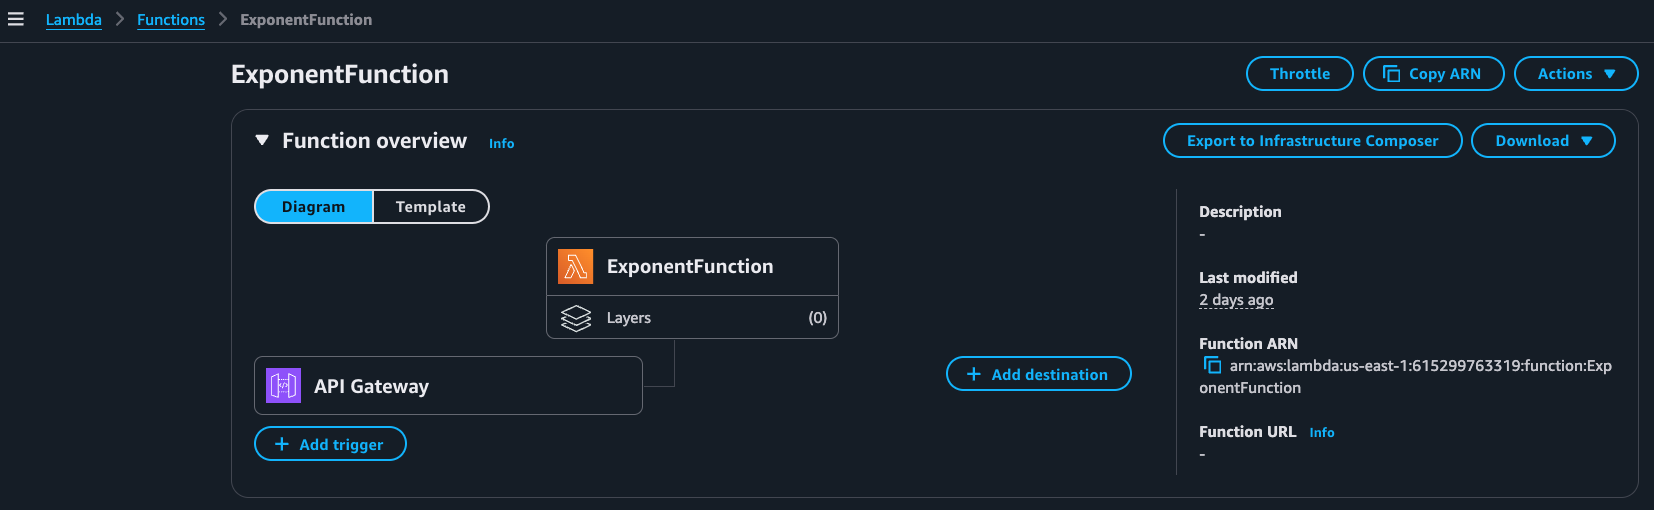 Lambda > Functions > ExponentFunction
ExponentFunction
Throttle
Copy ARN
Actions
Function overview Info
Export to Infrastructure Composer
Download
Diagram
Template
ExponentFunction
Layers (0)
API Gateway
+ Add trigger
+ Add destination
Description
-
Last modified
2 days ago
Function ARN
arn:aws:lambda:us-east-1:615299763319:function:Exp
onentFunction
Function URL Info
-